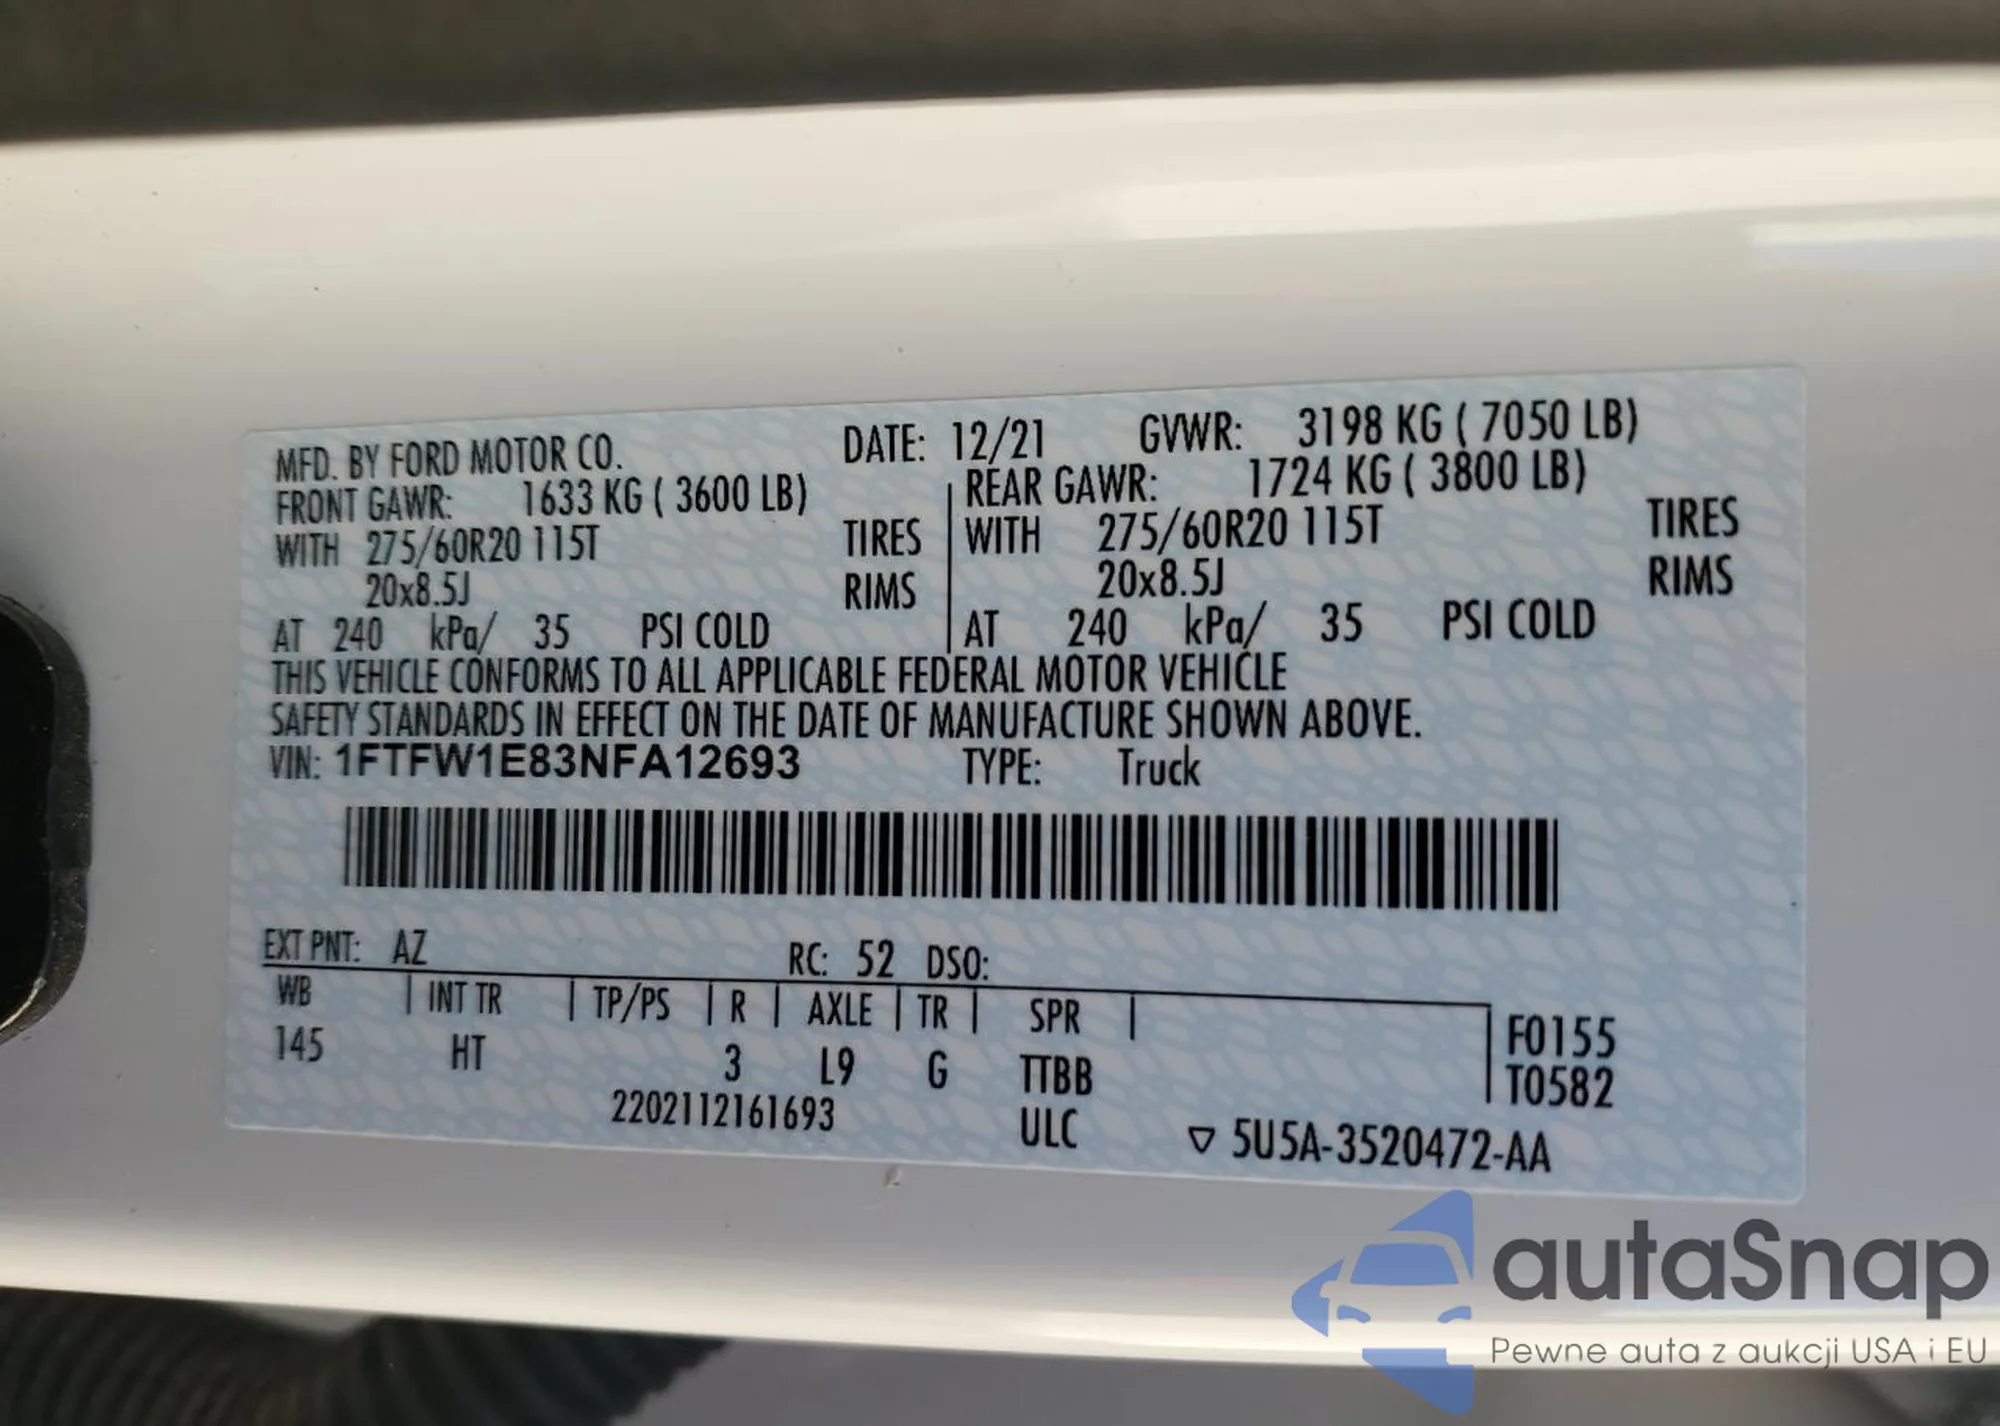 MFD. BY FORD MOTOR CO. DATE: 12/21 GVWR: 3198 KG ( 7050 LB)
FRONT GAWR: 1633 KG ( 3600 LB) REAR GAWR: 1724 KG ( 3800 LB)
WITH 275/60R20 115T TIRES WITH 275/60R20 115T TIRES
20x8.5J RIMS 20x8.5J RIMS
AT 240 kPa/ 35 PSI COLD AT 240 kPa/ 35 PSI COLD
THIS VEHICLE CONFORMS TO ALL APPLICABLE FEDERAL MOTOR VEHICLE
SAFETY STANDARDS IN EFFECT ON THE DATE OF MANUFACTURE SHOWN ABOVE.
VIN: 1FTFW1E83NFA12693 TYPE: Truck
EXT PNT: AZ RC: 52 DSO:
WB INT TR TP/PS R AXLE TR SPR F0155
145 HT 3 L9 G TTBB T0582
2202112161693 ULC ▽ 5U5A-3520472-AA
autaSnap
Pewne auta z aukcji USA i EU